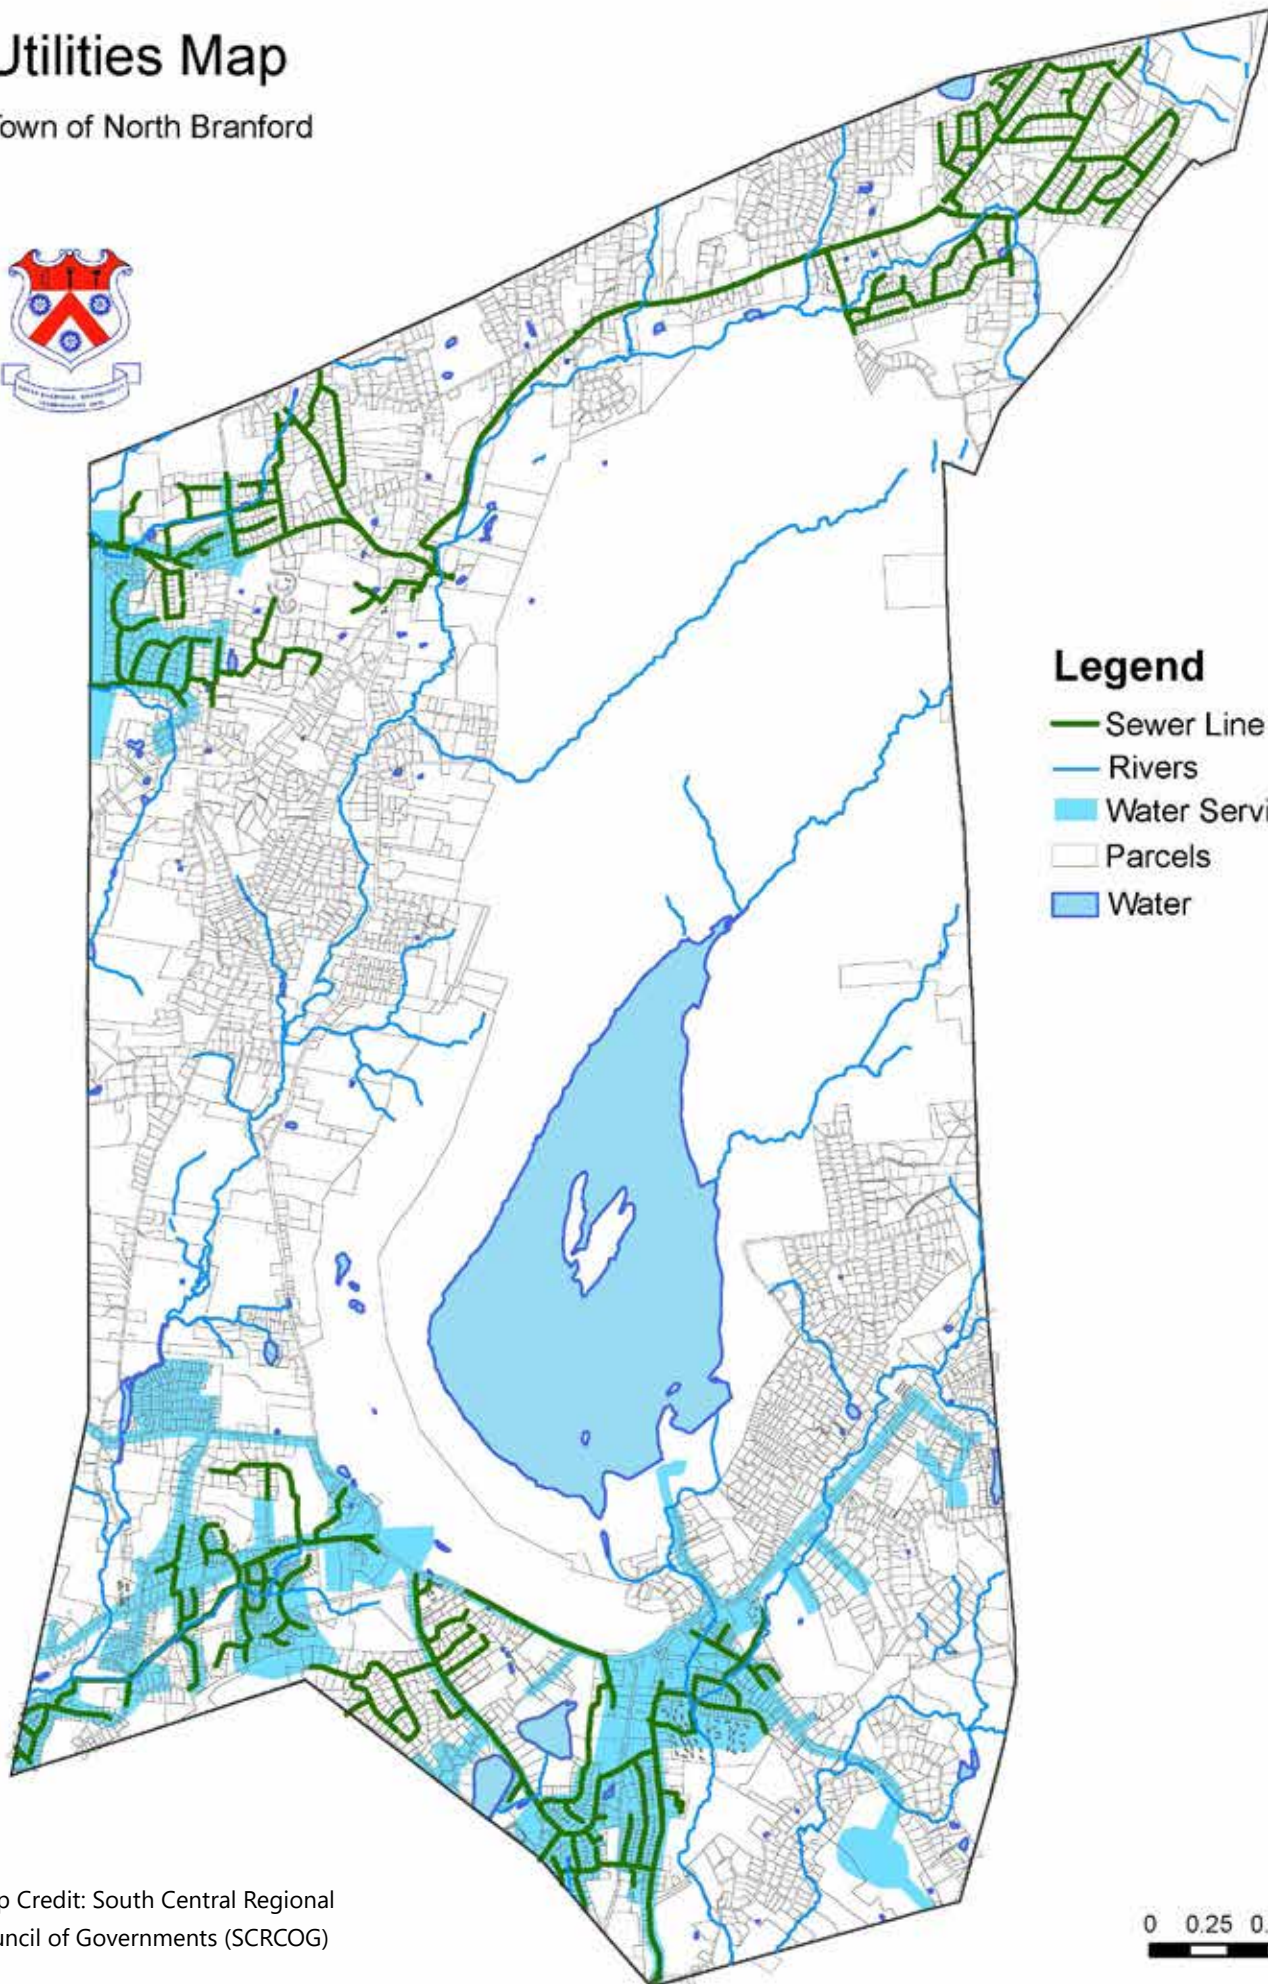 Utilities Map
Town of North Branford
Legend
Sewer Line
Rivers
Water Servi
Parcels
Water
p Credit: South Central Regional
uncil of Governments (SCRCOG)
0 0.25 0.